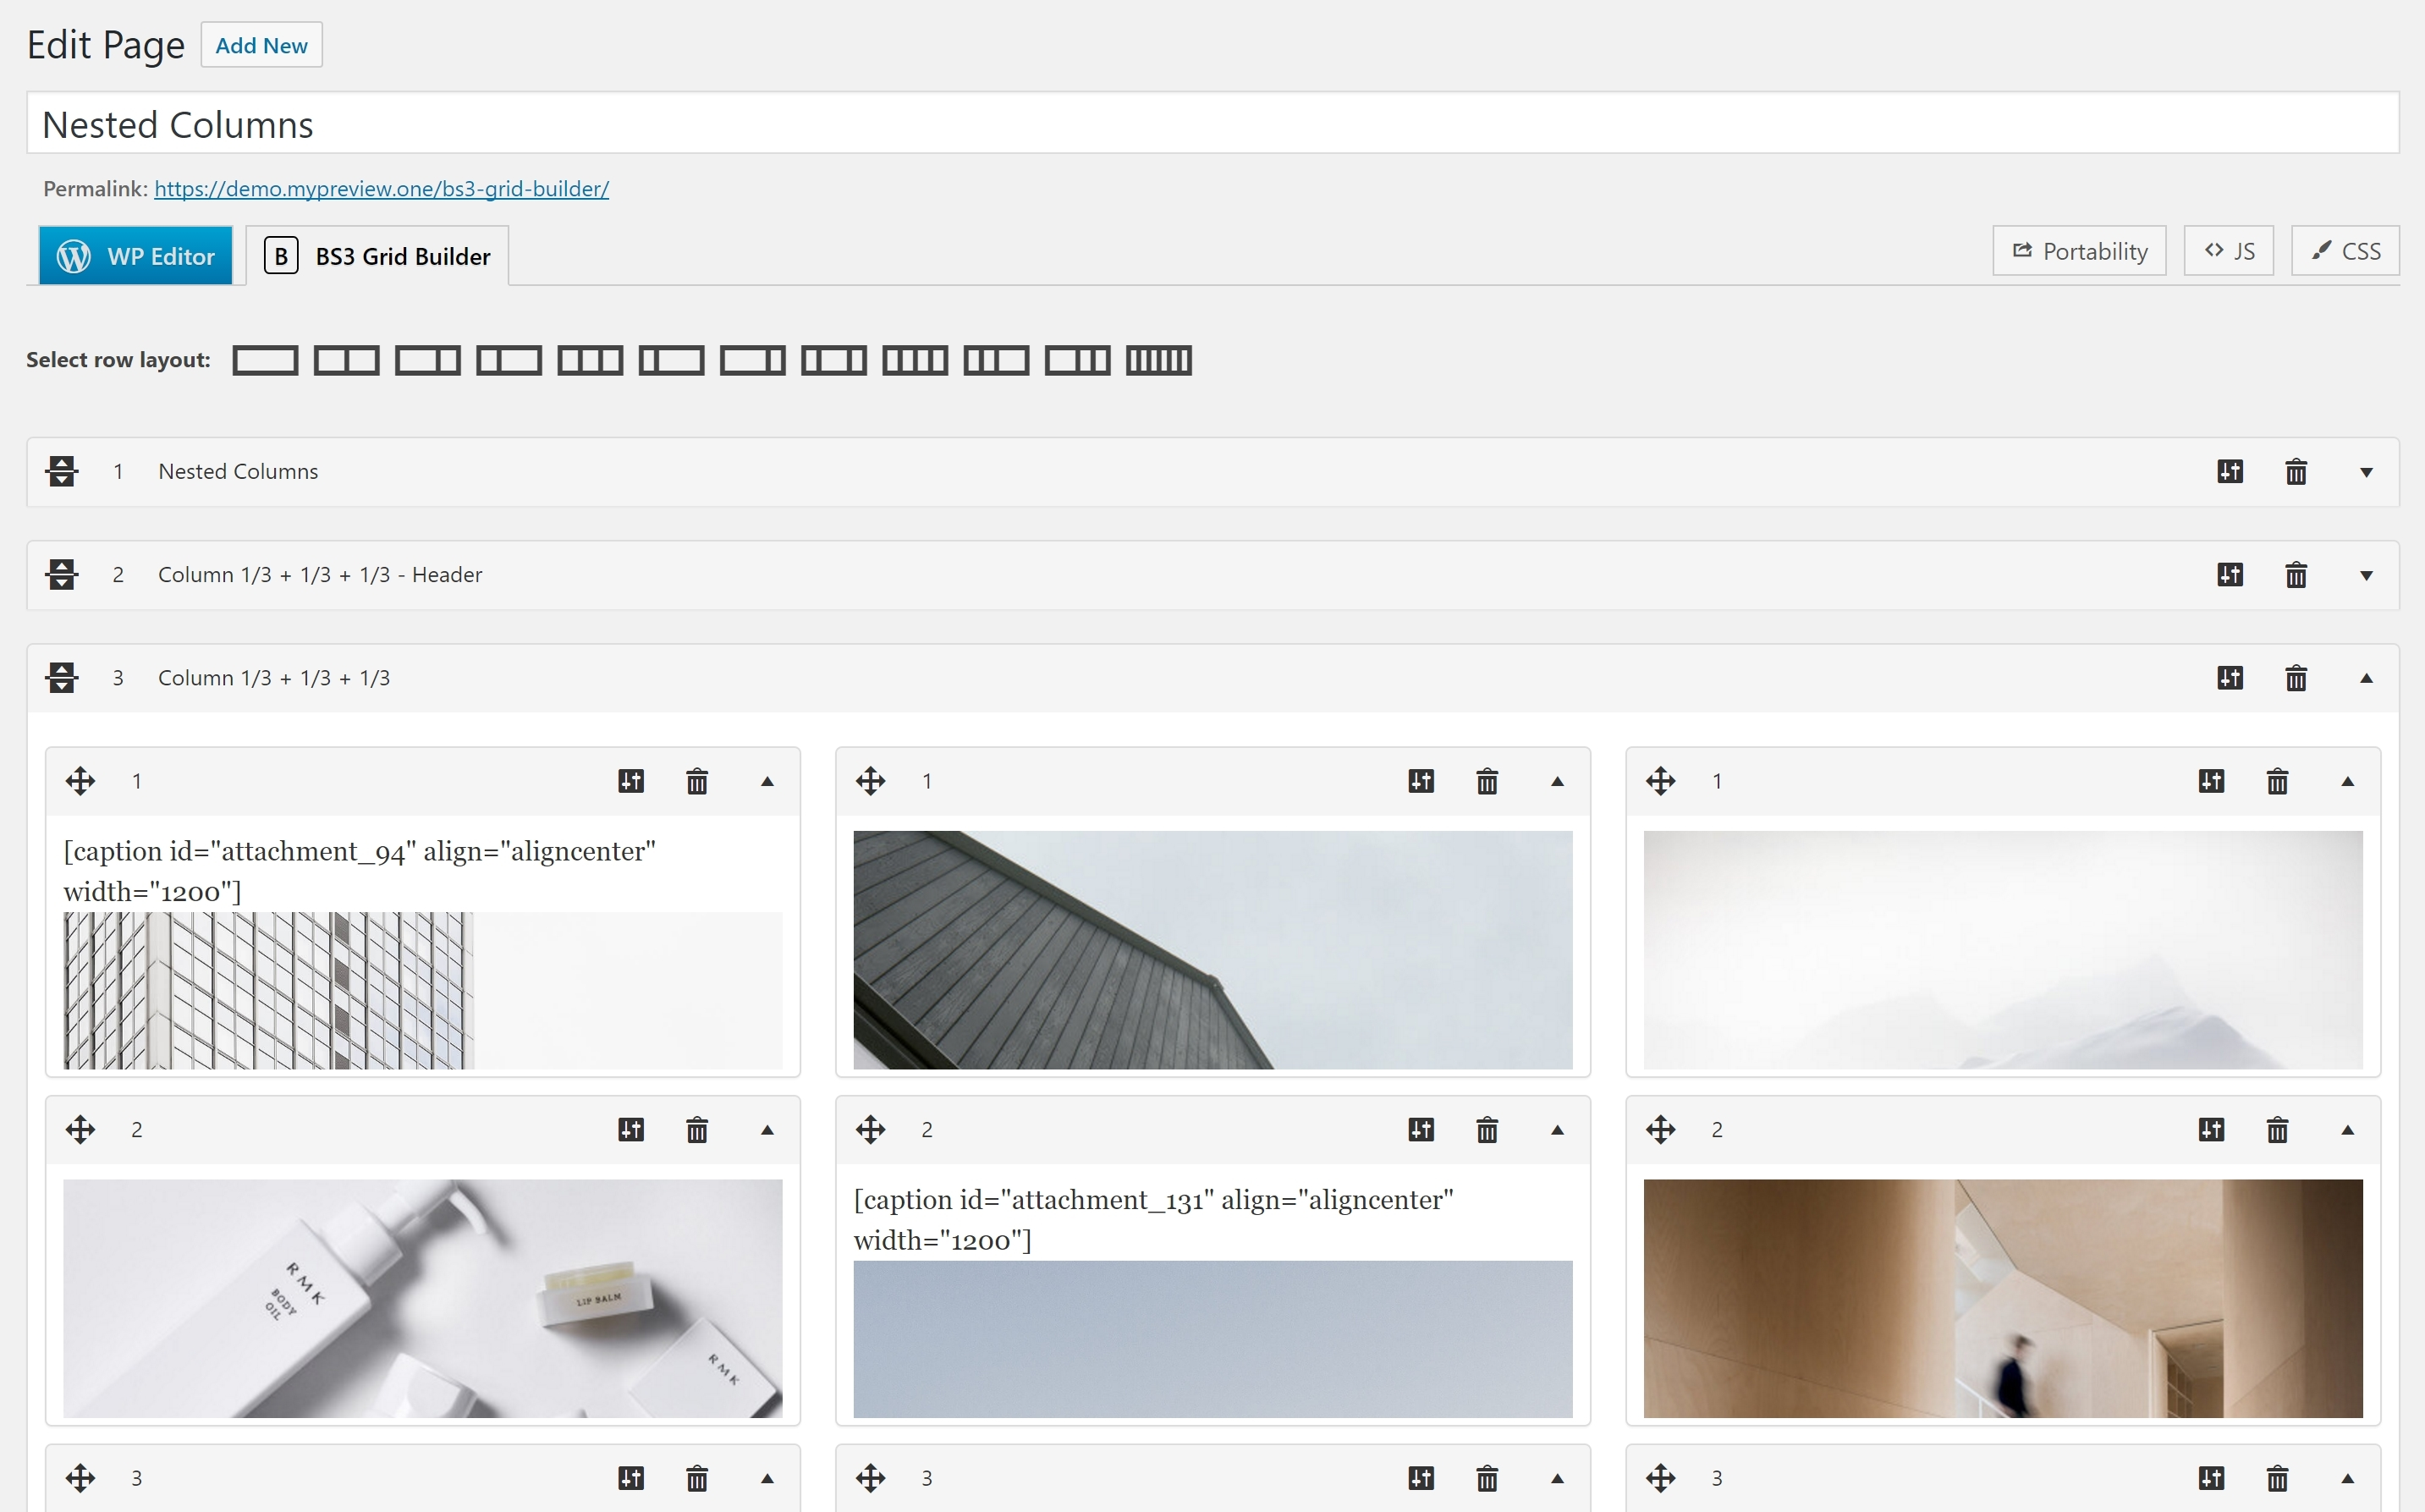 Edit Page Add New
Nested Columns
Permalink: https://demo.mypreview.one/bs3-grid-builder/
WP Editor B BS3 Grid Builder Portability JS CSS
Select row layout:
1 Nested Columns
2 Column 1/3 + 1/3 + 1/3 - Header
3 Column 1/3 + 1/3 + 1/3
1 1 1
[caption id="attachment_94" align="aligncenter"
width="1200"]
2 2 2
RMK
BODY
OIL
LIP BALM
RMK
[caption id="attachment_131" align="aligncenter"
width="1200"]
3 3 3